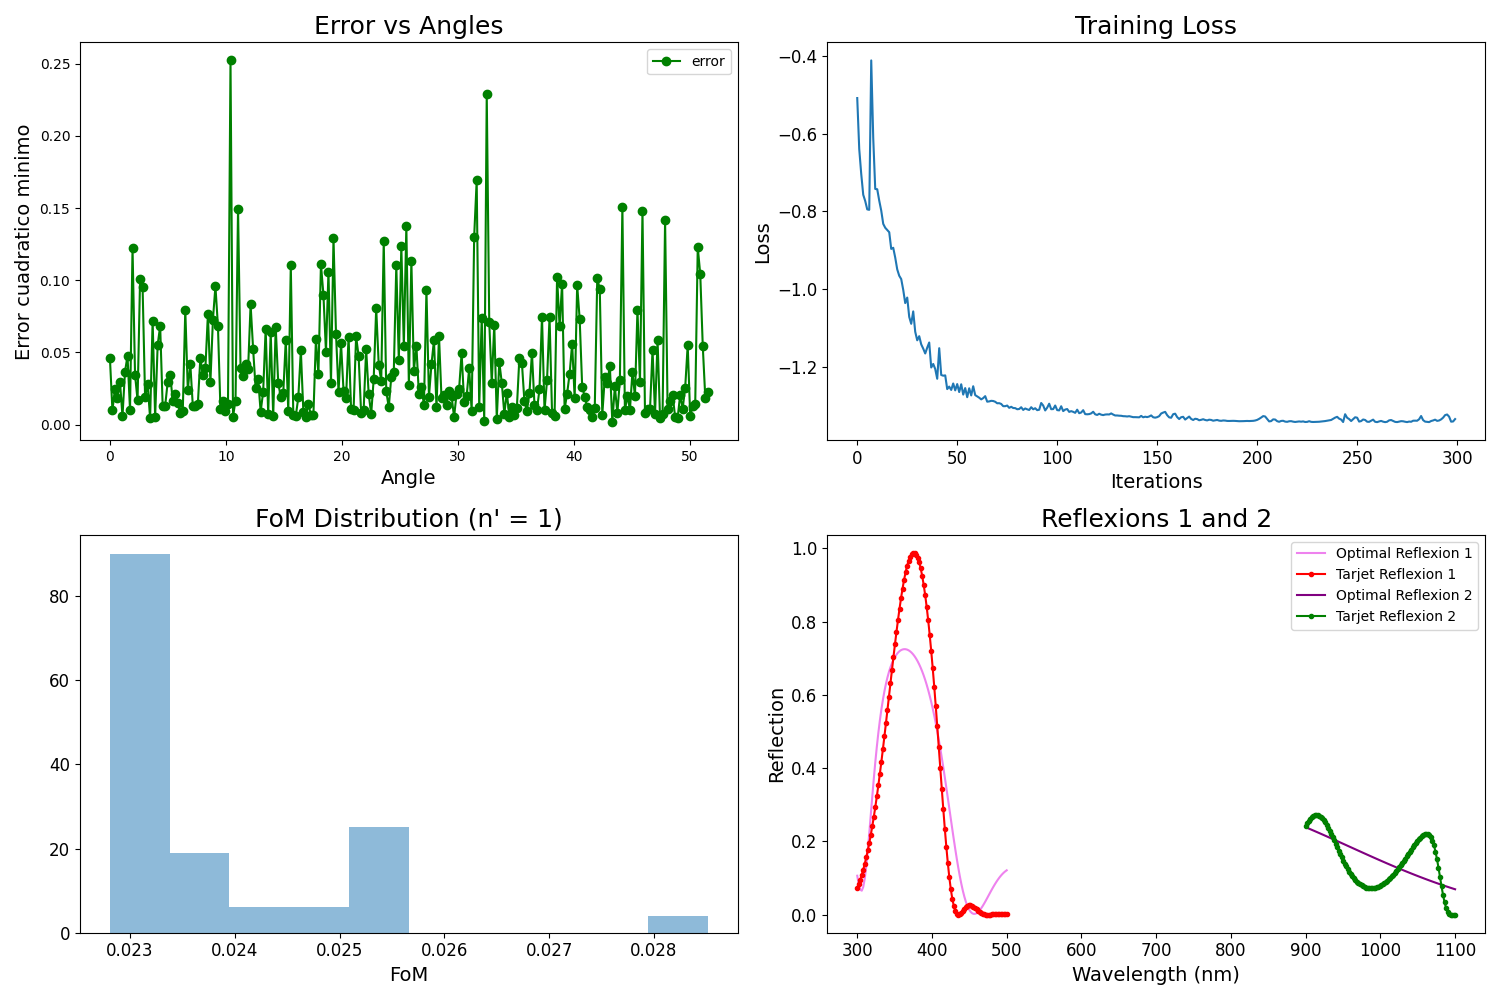 Error vs Angles
Error cuadratico minimo
0.25
0.20
0.15
0.10
0.05
0.00
error
0 10 20 30 40 50
Angle
Training Loss
Loss
−0.4
−0.6
−0.8
−1.0
−1.2
0 50 100 150 200 250 300
Iterations
FoM Distribution (n' = 1)
80
60
40
20
0
0.023 0.024 0.025 0.026 0.027 0.028
FoM
Reflexions 1 and 2
Reflection
1.0
0.8
0.6
0.4
0.2
0.0
Optimal Reflexion 1
Tarjet Reflexion 1
Optimal Reflexion 2
Tarjet Reflexion 2
300 400 500 600 700 800 900 1000 1100
Wavelength (nm)